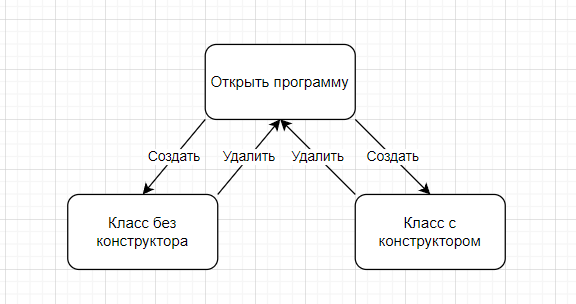 Открыть программу
Создать
Удалить
Удалить
Создать
Класс без
конструктора
Класс с
конструктором